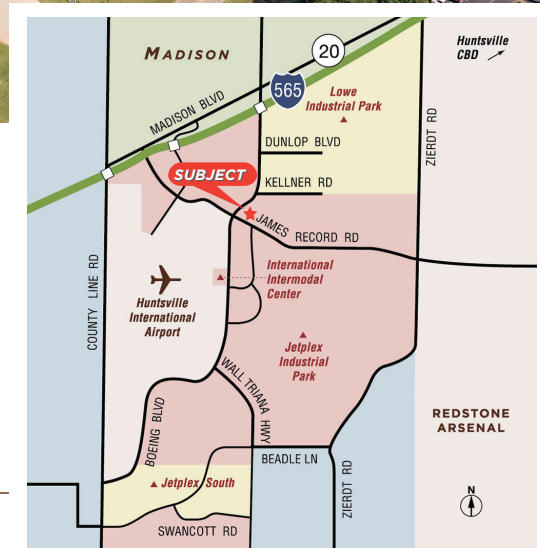 MADISON
20
Huntsville
CBD
565
Lowe
Industrial Park
MADISON BLVD
ZIERDT RD
DUNLOP BLVD
SUBJECT
KELLNER RD
JAMES
RECORD RD
COUNTY LINE RD
International
Intermodal
Center
Huntsville
International
Airport
Jetplex
Industrial
Park
WALL TRIANA HWY
BOEING BLVD
REDSTONE
ARSENAL
BEADLE LN
Jetplex South
ZIERDT RD
N
SWANCOTT RD